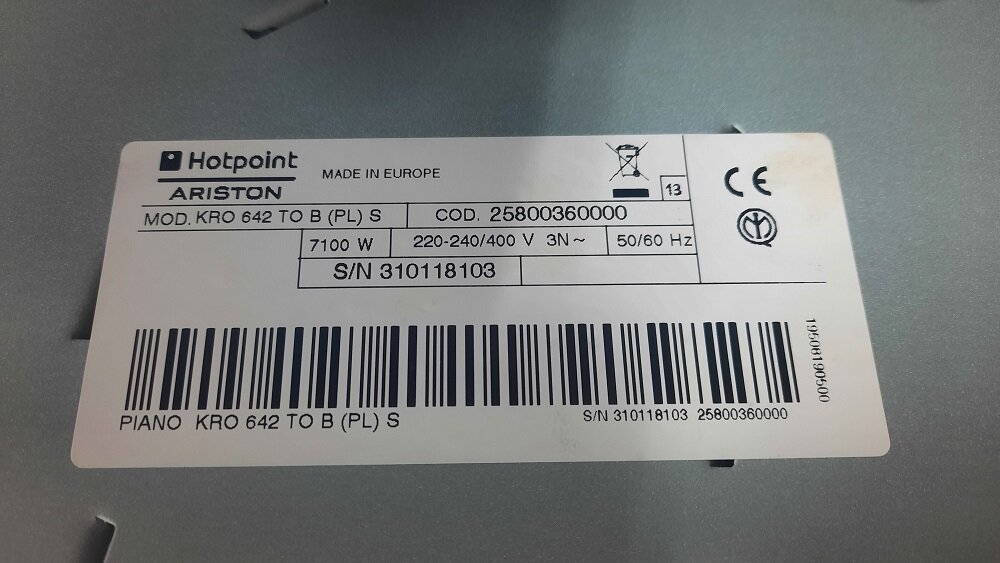 Hotpoint
ARISTON
MADE IN EUROPE
13
CE
MOD. KRO 642 TO B (PL) S
COD. 25800360000
7100 W
220-240/400 V 3N~
50/60 Hz
S/N 310118103
PIANO KRO 642 TO B (PL) S
S/N 310118103 25800360000
19508190500